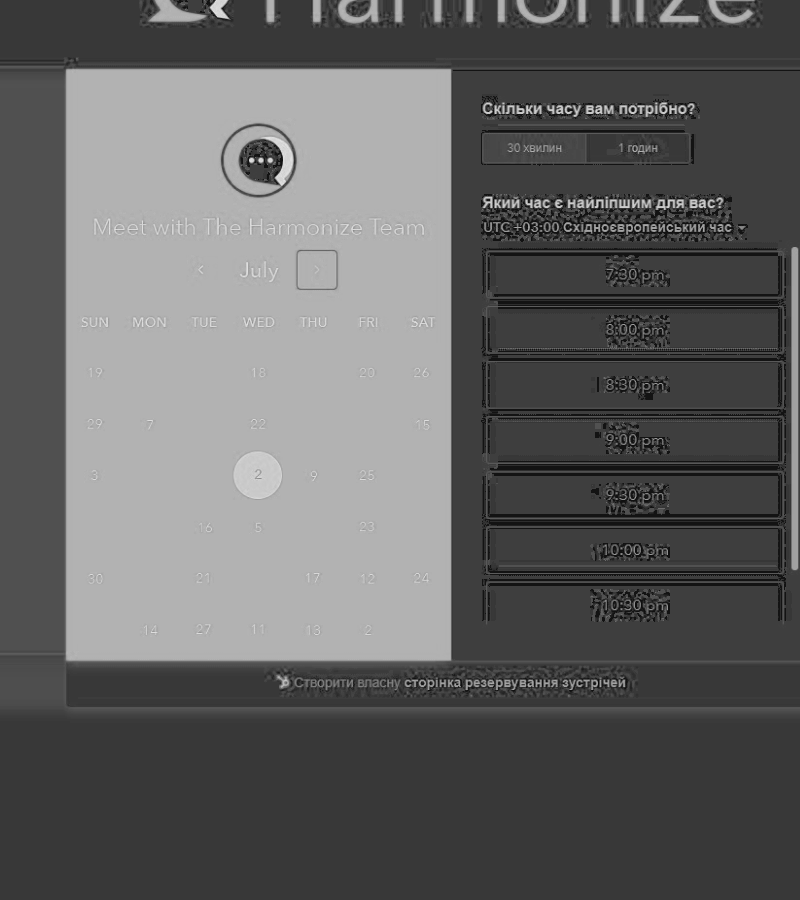 Harmonize
Meet with The Harmonize Team
July
SUN MON TUE WED THU FRI SAT
19 18 20 26
29 7 22 15
3 2 9 25
16 5 23
30 21 17 12 24
14 27 11 13 2
Скільки часу вам потрібно?
30 хвилин 1 годин
Який час є найліпшим для вас?
UTC +03:00 Східноєвропейський час
7:30 pm
8:00 pm
8:30 pm
9:00 pm
9:30 pm
10:00 pm
10:30 pm
Створити власну сторінка резервування зустрічей